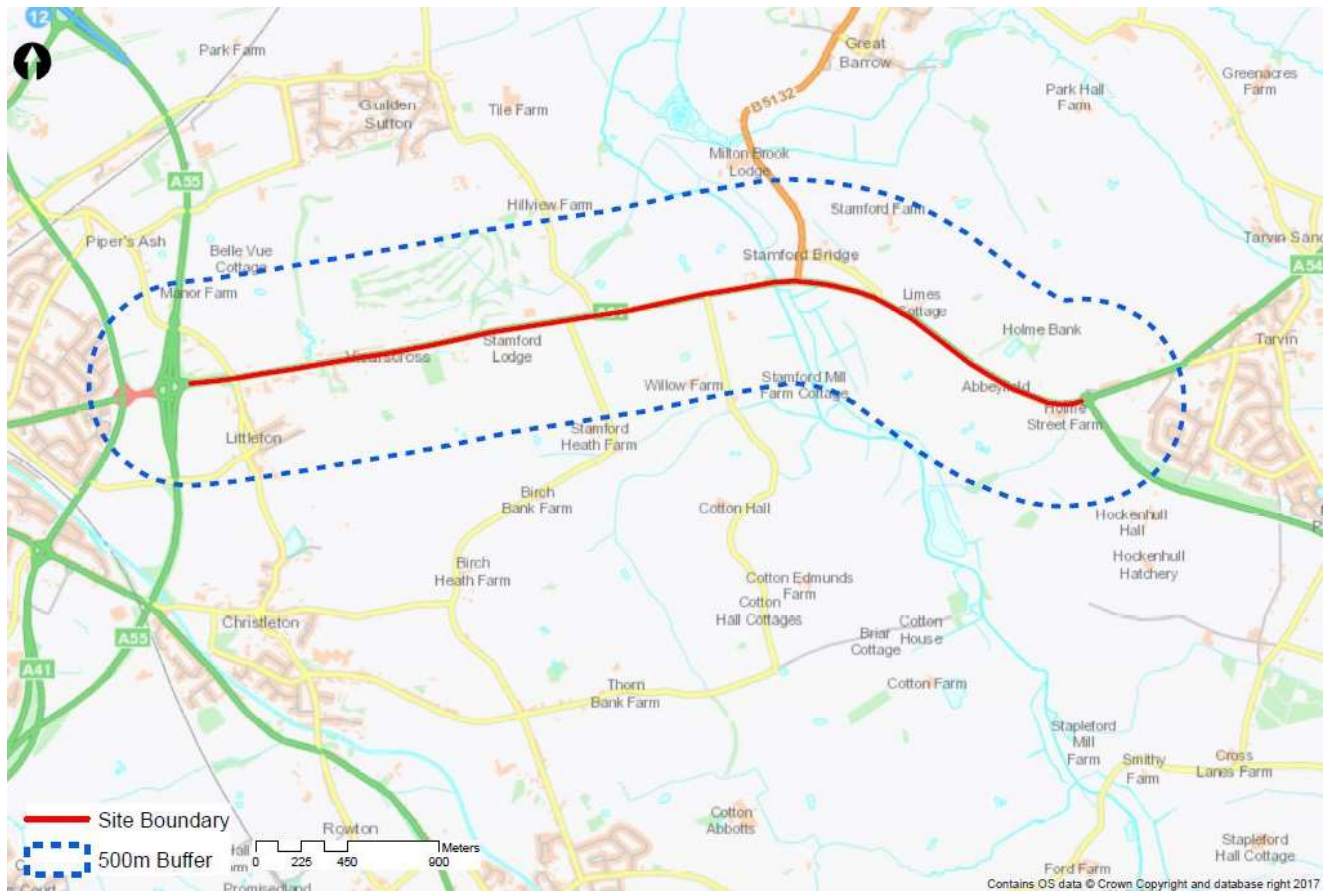 12
Park Farm
Great
Barrow
Greenacres
Farm
Park Hall
Farm
B5132
Guilden
Sutton
Tile Farm
Milton Brook
Lodge
A55
Hillview Farm
Stamford Farm
Piper's Ash
Belle Vue
Cottage
Tarvin Sand
Stamford Bridge
A54
Manor Farm
Limes
Cottage
Holme Bank
Tarvin
Vicarscross
Stamford
Lodge
Willow Farm
Stamford Mill
Farm Cottage
Abbeyfield
Holme
Street Farm
Littleton
Stamford
Heath Farm
Birch
Bank Farm
Cotton Hall
Hockenhull
Hall
Hockenhull
Hatchery
Birch
Heath Farm
Cotton Edmunds
Farm
Cotton
Hall Cottages
Christleton
Cotton
House
Briar
Cottage
A55
A41
Thorn
Bank Farm
Cotton Farm
Stapleford
Mill
Farm
Smithy
Farm
Cross
Lanes Farm
Cotton
Abbotts
Rowton
Stapleford
Hall Cottage
Ford Farm
Promisedland
Court
Site Boundary
500m Buffer
Meters
0 225 450 900
Contains OS data © Crown Copyright and database right 2017